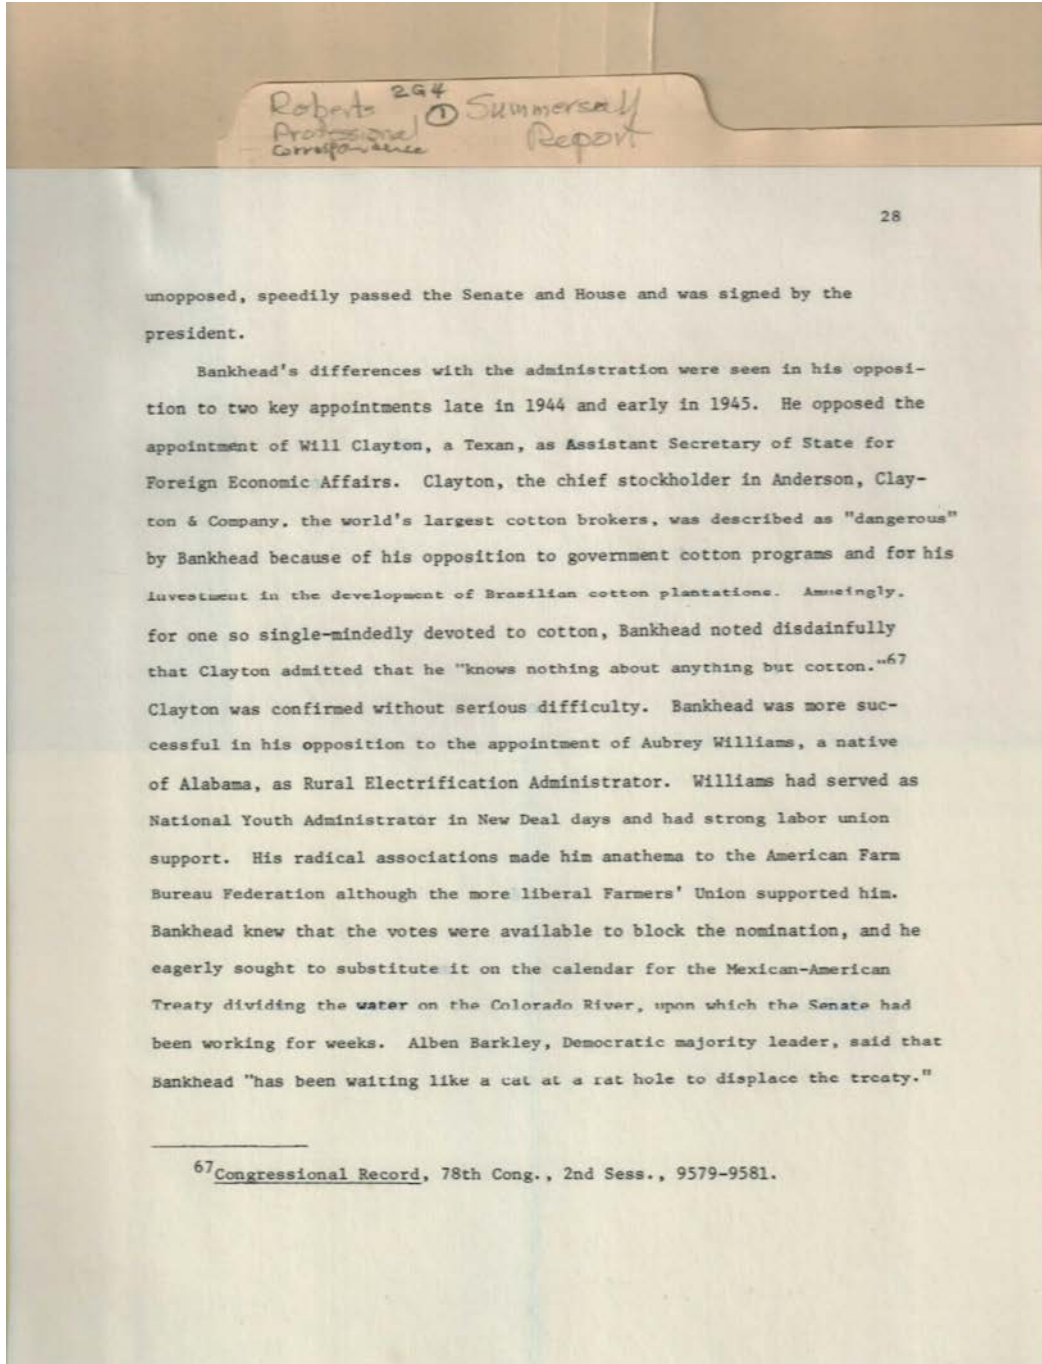 Roberts 2G4 ① Summersell
Professional Report
Correspondence
28
unopposed, speedily passed the Senate and House and was signed by the
president.
Bankhead's differences with the administration were seen in his opposi-
tion to two key appointments late in 1944 and early in 1945. He opposed the
appointment of Will Clayton, a Texan, as Assistant Secretary of State for
Foreign Economic Affairs. Clayton, the chief stockholder in Anderson, Clay-
ton & Company, the world's largest cotton brokers, was described as "dangerous"
by Bankhead because of his opposition to government cotton programs and for his
investment in the development of Brasilian cotton plantations. Amusingly,
for one so single-mindedly devoted to cotton, Bankhead noted disdainfully
that Clayton admitted that he "knows nothing about anything but cotton."67
Clayton was confirmed without serious difficulty. Bankhead was more suc-
cessful in his opposition to the appointment of Aubrey Williams, a native
of Alabama, as Rural Electrification Administrator. Williams had served as
National Youth Administrator in New Deal days and had strong labor union
support. His radical associations made him anathema to the American Farm
Bureau Federation although the more liberal Farmers' Union supported him.
Bankhead knew that the votes were available to block the nomination, and he
eagerly sought to substitute it on the calendar for the Mexican-American
Treaty dividing the water on the Colorado River, upon which the Senate had
been working for weeks. Alben Barkley, Democratic majority leader, said that
Bankhead "has been waiting like a cat at a rat hole to displace the treaty."
67Congressional Record, 78th Cong., 2nd Sess., 9579-9581.